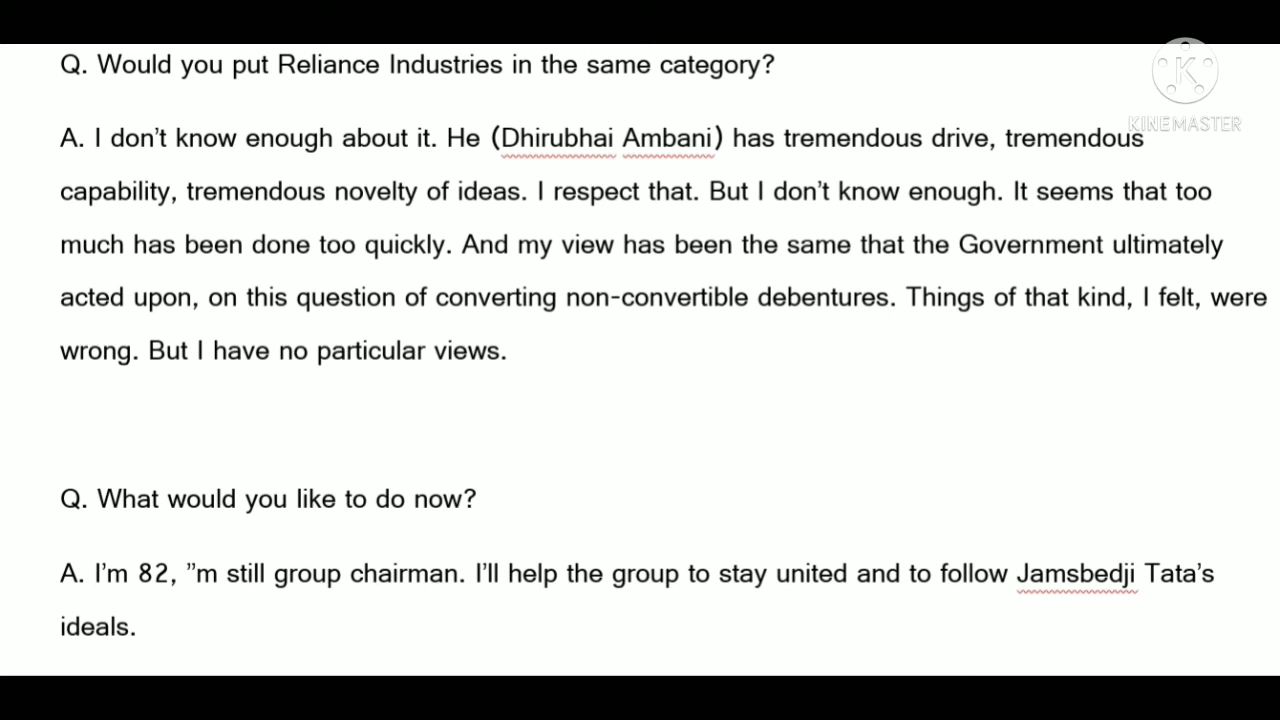 Q. Would you put Reliance Industries in the same category?
A. I don't know enough about it. He (Dhirubhai Ambani) has tremendous drive, tremendous
capability, tremendous novelty of ideas. I respect that. But I don't know enough. It seems that too
much has been done too quickly. And my view has been the same that the Government ultimately
acted upon, on this question of converting non-convertible debentures. Things of that kind, I felt, were
wrong. But I have no particular views.
Q. What would you like to do now?
A. I'm 82, ”m still group chairman. I'll help the group to stay united and to follow Jamsbedji Tata's
ideals.
K
KINEMASTER